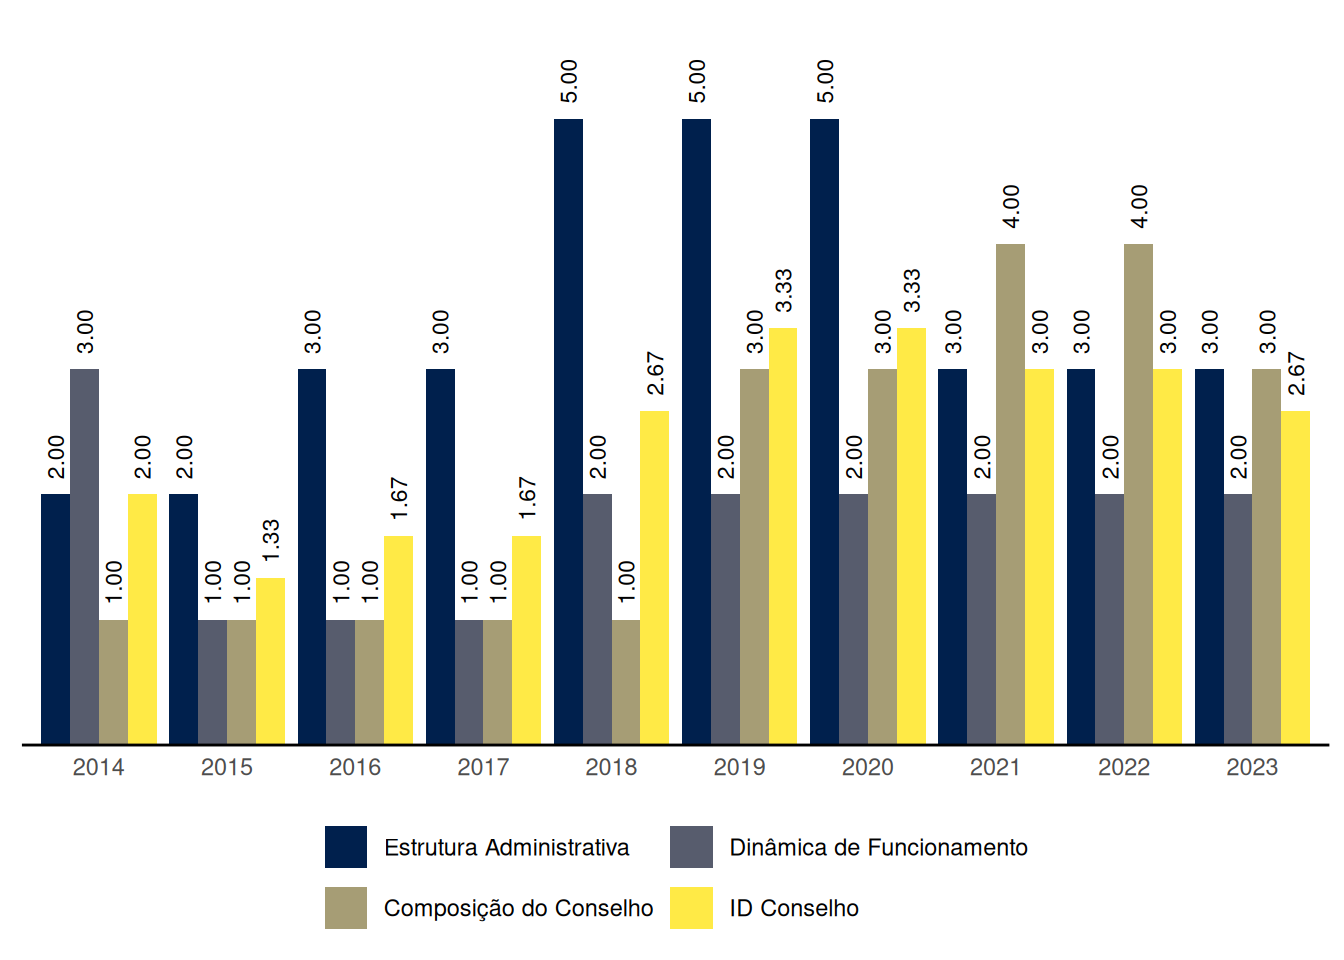 5.00 5.00 5.00
4.00 4.00
3.33 3.33
3.00 3.00 3.00 3.00 3.00 3.00 3.00 3.00 3.00 3.00 3.00
2.67 2.67
2.00 2.00 2.00 2.00 2.00 2.00 2.00 2.00 2.00
1.67 1.67
1.33
1.00 1.00 1.00 1.00 1.00 1.00 1.00 1.00
2014 2015 2016 2017 2018 2019 2020 2021 2022 2023
Estrutura Administrativa Dinâmica de Funcionamento
Composição do Conselho ID Conselho